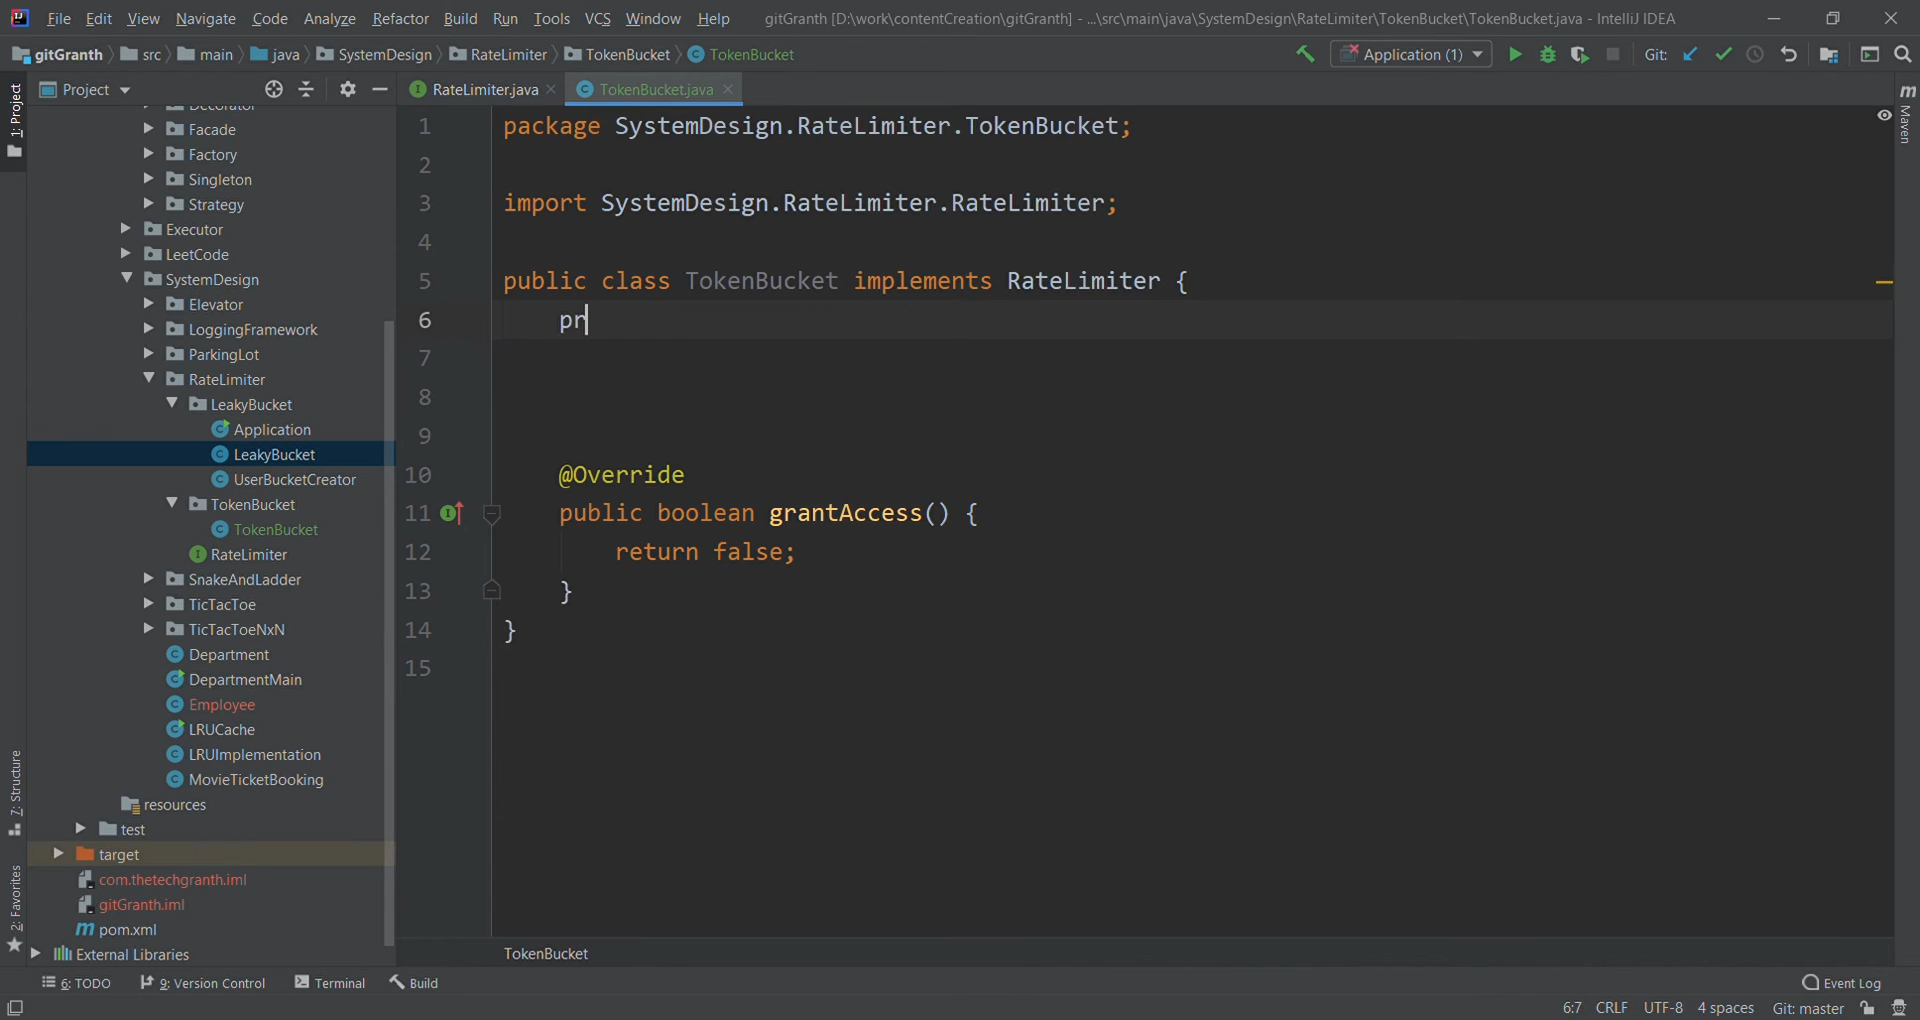 File Edit View Navigate Code Analyze Refactor Build Run Tools VCS Window Help gitGranth [D:\work\contentCreation\gitGranth] - ...\src\main\java\SystemDesign\RateLimiter\TokenBucket\TokenBucket.java - IntelliJ IDEA
gitGranth src main java SystemDesign RateLimiter TokenBucket TokenBucket Application (1) Git:
Project
RateLimiter.java TokenBucket.java
1: Project
Maven
Decorator
Facade
Factory
Singleton
Strategy
Executor
LeetCode
SystemDesign
Elevator
LoggingFramework
ParkingLot
RateLimiter
LeakyBucket
Application
LeakyBucket
UserBucketCreator
TokenBucket
TokenBucket
RateLimiter
SnakeAndLadder
TicTacToe
TicTacToeNxN
Department
DepartmentMain
Employee
LRUCache
LRUImplementation
MovieTicketBooking
resources
test
target
com.thetechgranth.iml
gitGranth.iml
pom.xml
External Libraries
7: Structure
2: Favorites
1 package SystemDesign.RateLimiter.TokenBucket;
2
3 import SystemDesign.RateLimiter.RateLimiter;
4
5 public class TokenBucket implements RateLimiter {
6 pr
7
8
9
10 @Override
11 public boolean grantAccess() {
12 return false;
13 }
14 }
15
TokenBucket
6: TODO 9: Version Control Terminal Build Event Log
6:7 CRLF UTF-8 4 spaces Git: master